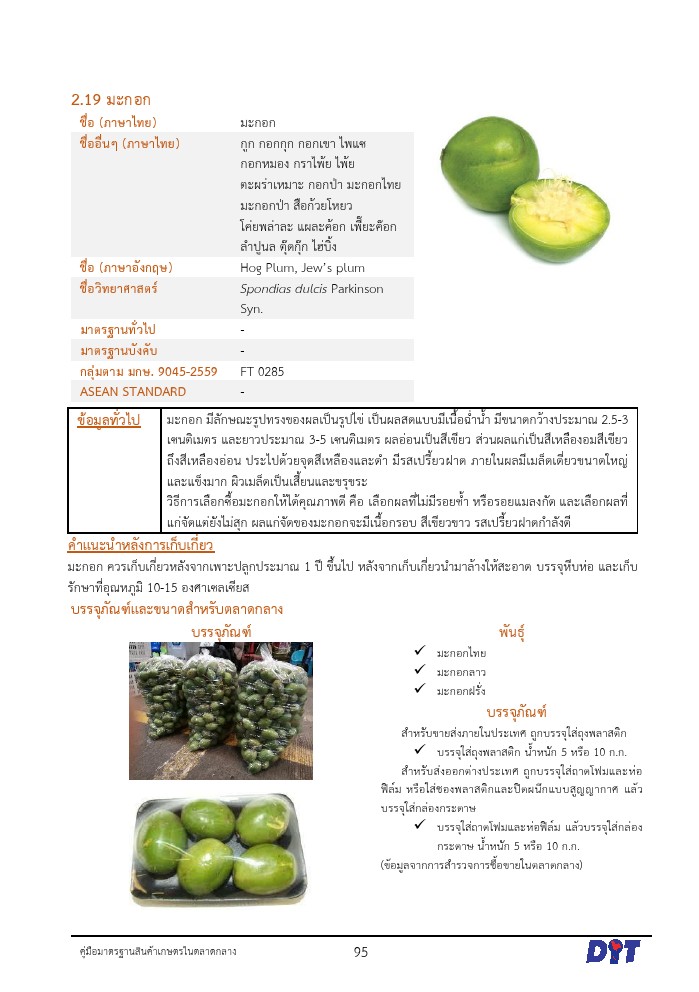 2.19 มะกอก
ชื่อ (ภาษาไทย) มะกอก
ชื่ออื่นๆ (ภาษาไทย) กูก กอกกุก กอกเขา ไพแซ
กอกหมอง กราไพ้ย ไพ้ย
ตะผร่าเหมาะ กอกป่า มะกอกไทย
มะกอกป่า สือก้วยโหยว
โค่ยพล่าละ แผละค้อก เพี๊ยะค๊อก
ลำปูนล ตุ๊ดกุ๊ก ไฮ่บิ้ง
ชื่อ (ภาษาอังกฤษ) Hog Plum, Jew's plum
ชื่อวิทยาศาสตร์ Spondias dulcis Parkinson
Syn.
มาตรฐานทั่วไป -
มาตรฐานบังคับ -
กลุ่มตาม มกษ. 9045-2559 FT 0285
ASEAN STANDARD -
ข้อมูลทั่วไป มะกอก มีลักษณะรูปทรงของผลเป็นรูปไข่ เป็นผลสดแบบมีเนื้อฉ่ำน้ำ มีขนาดกว้างประมาณ 2.5-3
เซนติเมตร และยาวประมาณ 3-5 เซนติเมตร ผลอ่อนเป็นสีเขียว ส่วนผลแก่เป็นสีเหลืองอมสีเขียว
ถึงสีเหลืองอ่อน ประไปด้วยจุดสีเหลืองและดำ มีรสเปรี้ยวฝาด ภายในผลมีเมล็ดเดี่ยวขนาดใหญ่
และแข็งมาก ผิวเมล็ดเป็นเสี้ยนและขรุขระ
วิธีการเลือกซื้อมะกอกให้ได้คุณภาพดี คือ เลือกผลที่ไม่มีรอยช้ำ หรือรอยแมลงกัด และเลือกผลที่
แก่จัดแต่ยังไม่สุก ผลแก่จัดของมะกอกจะมีเนื้อกรอบ สีเขียวขาว รสเปรี้ยวฝาดกำลังดี
คำแนะนำหลังการเก็บเกี่ยว
มะกอก ควรเก็บเกี่ยวหลังจากเพาะปลูกประมาณ 1 ปี ขึ้นไป หลังจากเก็บเกี่ยวนำมาล้างให้สะอาด บรรจุหีบห่อ และเก็บ
รักษาที่อุณหภูมิ 10-15 องศาเซลเซียส
บรรจุภัณฑ์และขนาดสำหรับตลาดกลาง
บรรจุภัณฑ์
พันธุ์
✓ มะกอกไทย
✓ มะกอกลาว
✓ มะกอกฝรั่ง
บรรจุภัณฑ์
สำหรับขายส่งภายในประเทศ ถูกบรรจุใส่ถุงพลาสติก
✓ บรรจุใส่ถุงพลาสติก น้ำหนัก 5 หรือ 10 ก.ก.
สำหรับส่งออกต่างประเทศ ถูกบรรจุใส่ถาดโฟมและห่อ
ฟิล์ม หรือใส่ซองพลาสติกและปิดผนึกแบบสูญญากาศ แล้ว
บรรจุใส่กล่องกระดาษ
✓ บรรจุใส่ถาดโฟมและห่อฟิล์ม แล้วบรรจุใส่กล่อง
กระดาษ น้ำหนัก 5 หรือ 10 ก.ก.
(ข้อมูลจากการสำรวจการซื้อขายในตลาดกลาง)
คู่มือมาตรฐานสินค้าเกษตรในตลาดกลาง 95 DIT